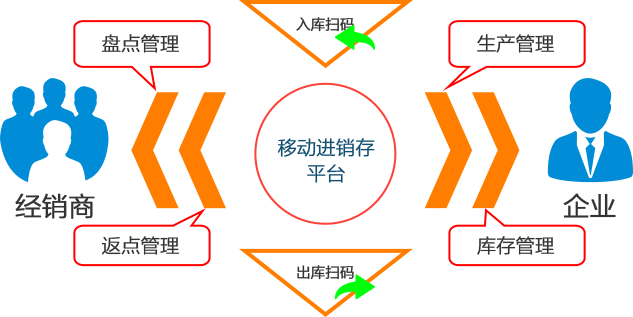 入库扫码
盘点管理
生产管理
移动进销存
平台
经销商
企业
返点管理
库存管理
出库扫码